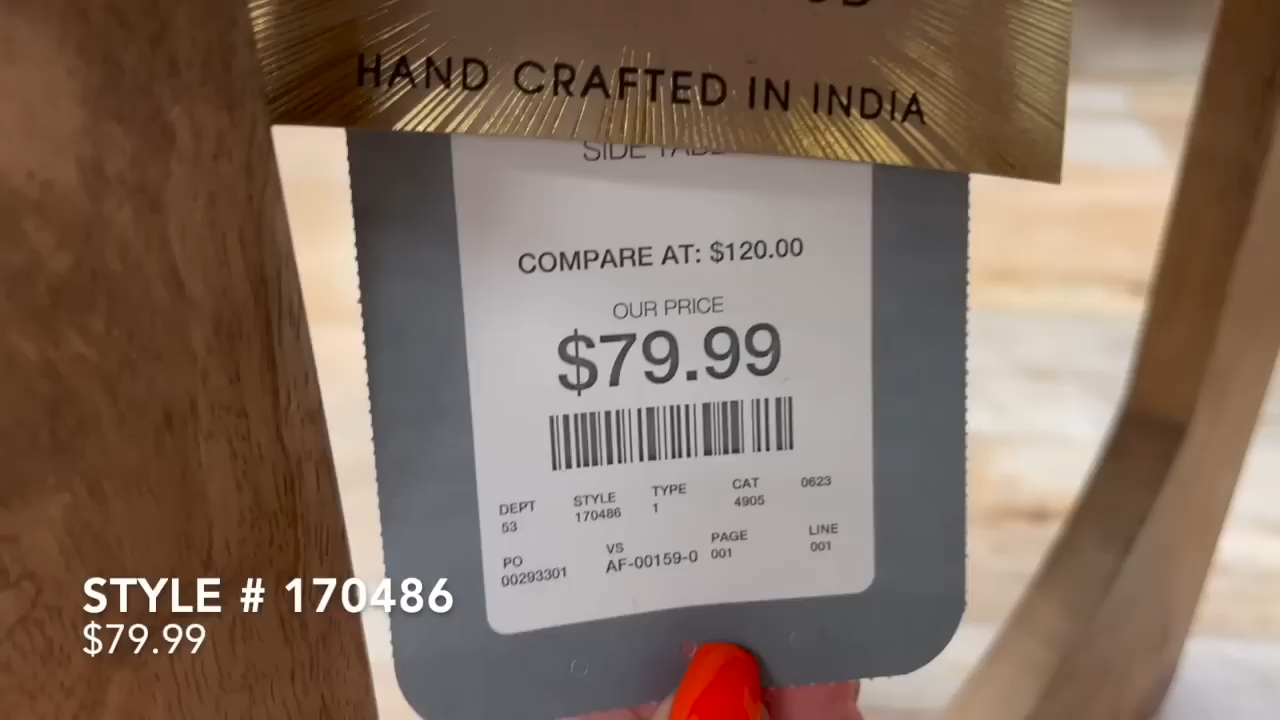 HAND CRAFTED IN INDIA
SIDE
COMPARE AT: $120.00
OUR PRICE
$79.99
DEPT STYLE TYPE CAT 0623
53 170486 1 4905
PO VS PAGE LINE
00293301 AF-00159-0 001 001
STYLE # 170486
$79.99